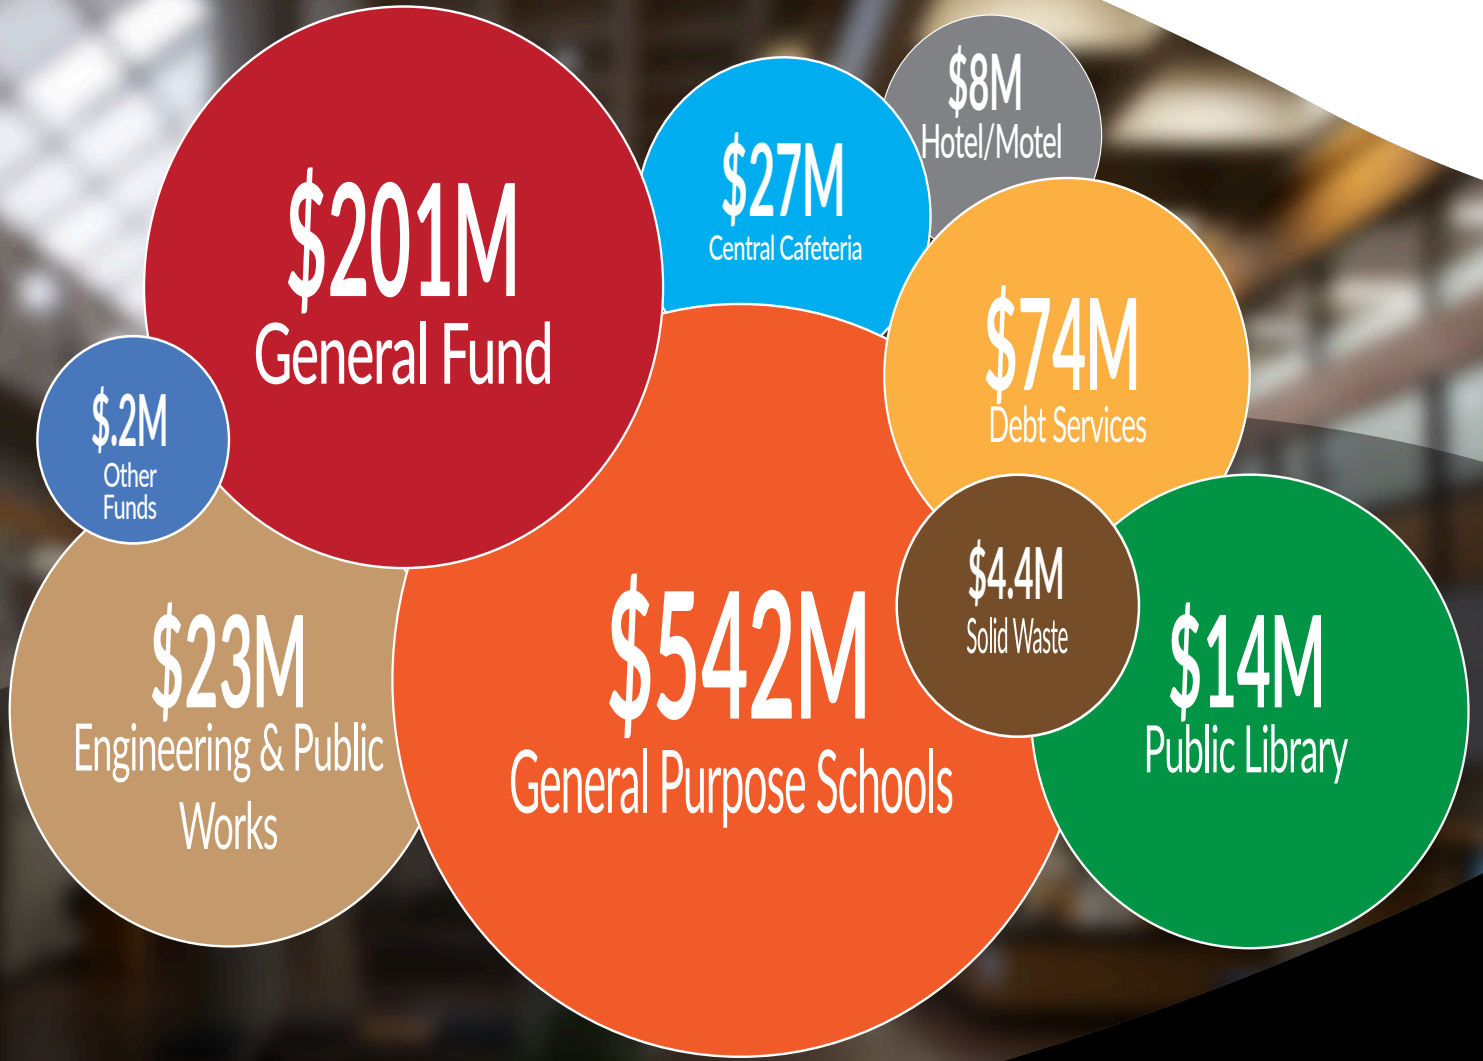 $8M
Hotel/Motel
$27M
Central Cafeteria
$201M
General Fund
$74M
Debt Services
$.2M
Other
Funds
$4.4M
Solid Waste
$542M
General Purpose Schools
$23M
Engineering & Public
Works
$14M
Public Library